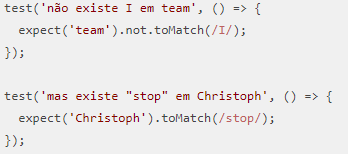 test('não existe I em team', () => {
  expect('team').not.toMatch(/I/);
});

test('mas existe "stop" em Christoph', () => {
  expect('Christoph').toMatch(/stop/);
});